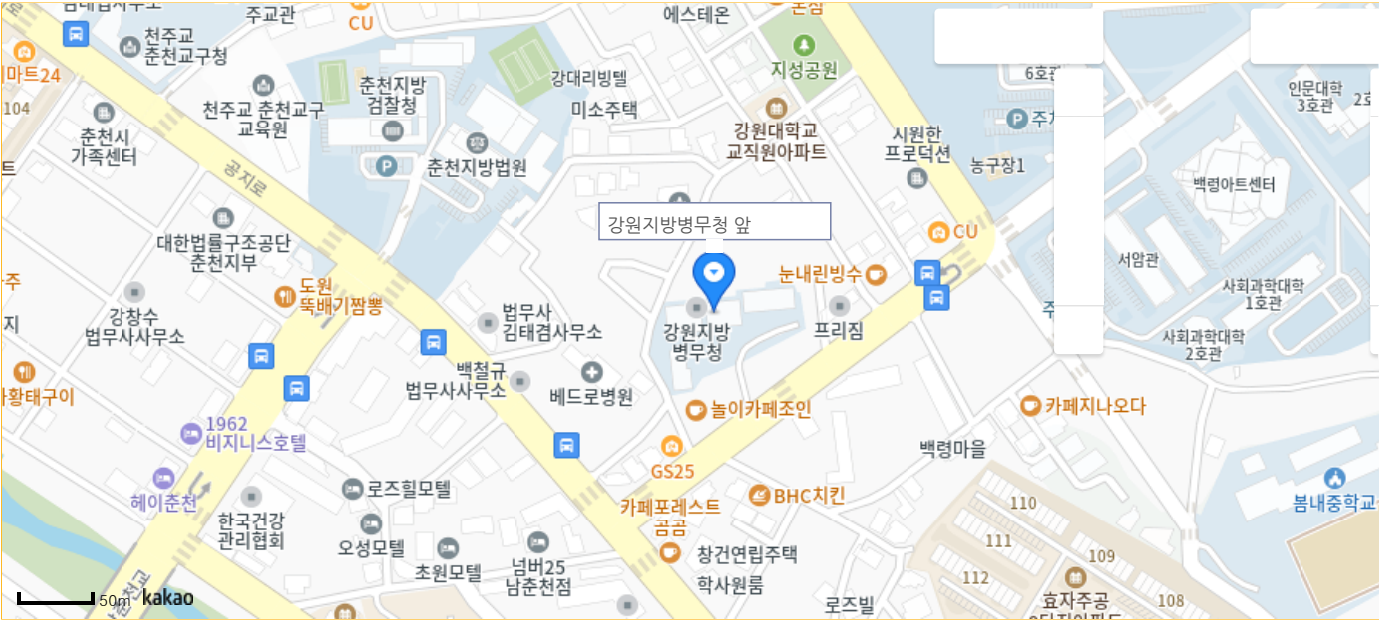 주교관
CU
에스테온
천주교
춘천교구청
이마트24
104
천주교 춘천교구
교육원
춘천지방
검찰청
강대리빙텔
미소주택
지성공원
6호관
P
인문대학
3호관
춘천시
가족센터
P
춘천지방법원
강원대학교
교직원아파트
시원한
프로덕션
농구장1
백령아트센터
공지로
대한법률구조공단
춘천지부
강원지방병무청 앞
CU
서암관
사회과학대학
1호관
도원
뚝배기짬뽕
눈내린빙수
강창수
법무사사무소
법무사
김태겸사무소
강원지방
병무청
프리짐
사회과학대학
2호관
백철규
법무사사무소
베드로병원
황태구이
놀이카페조인
카페지나오다
1962
비지니스호텔
백령마을
GS25
헤이춘천
로즈힐모텔
BHC치킨
봄내중학교
카페포레스트
곰곰
한국건강
관리협회
오성모텔
초원모텔
넘버25
남춘천점
창건연립주택
학사원룸
로즈빌
110
111
109
112
108
효자주공
50m
kakao